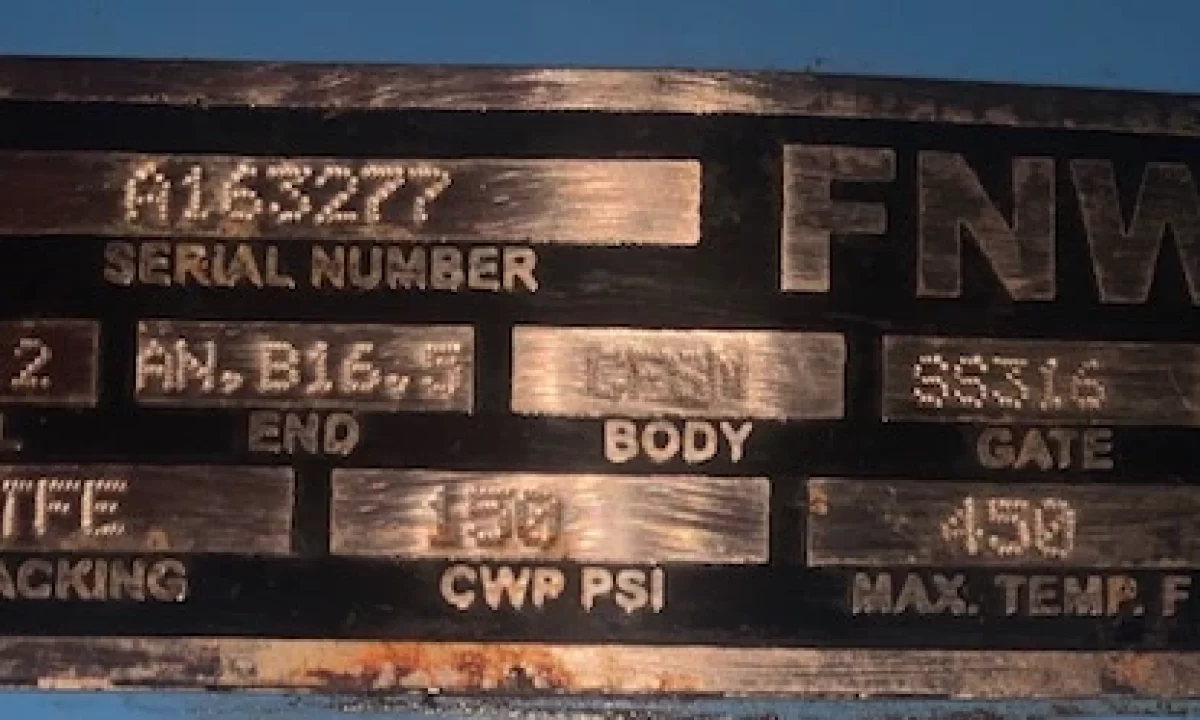 A163277 FNW
SERIAL NUMBER
2 AN,B16.5 SS316
END BODY GATE
TFE 150 450
ACKING CWP PSI MAX. TEMP. F